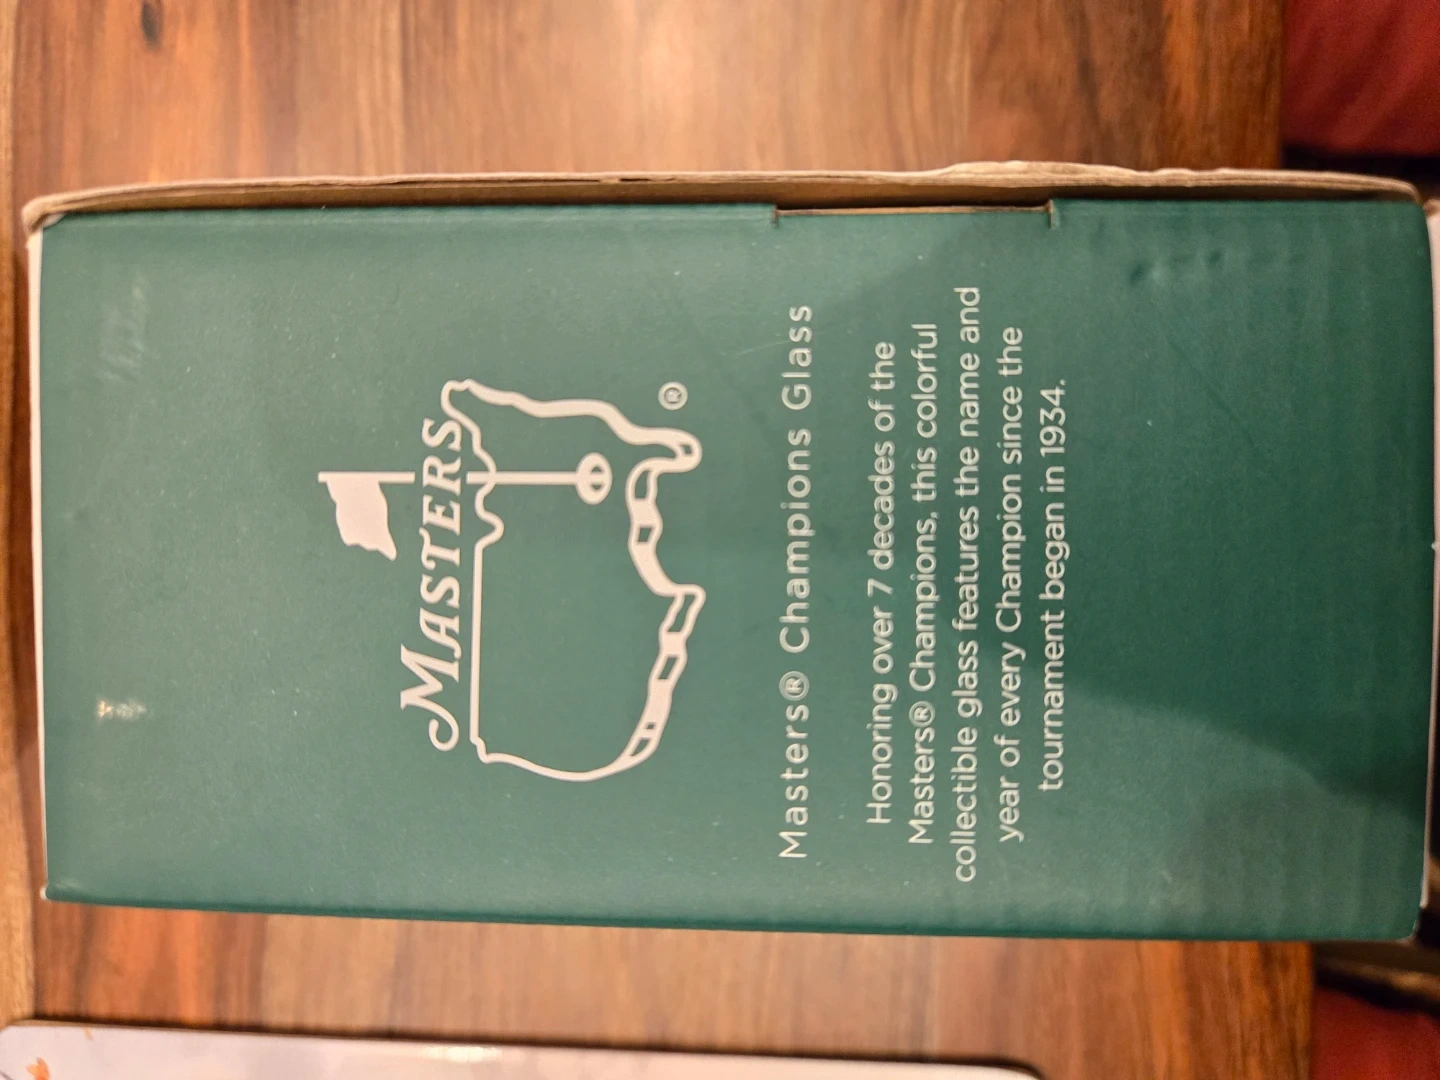 MASTERS
®
Masters® Champions Glass
Honoring over 7 decades of the
Masters® Champions, this colorful
collectible glass features the name and
year of every Champion since the
tournament began in 1934.